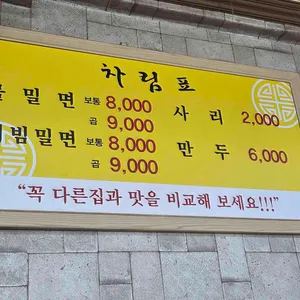 차림표
물밀면 보통 8,000 사리 2,000
곱 9,000
비빔밀면 보통 8,000 만두 6,000
곱 9,000
“꼭 다른집과 맛을 비교해 보세요!!!”